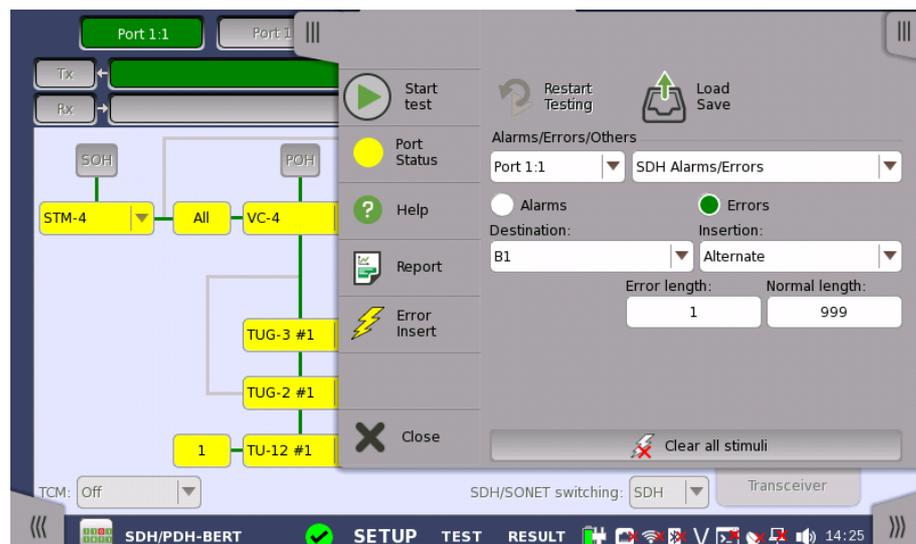 Port 1:1
Port 1
Tx
Rx
SOH
POH
STM-4
All
VC-4
TUG-3 #1
TUG-2 #1
1
TU-12 #1
TCM:
Off
Start
test
Port
Status
Help
Report
Error
Insert
Close
Restart
Testing
Load
Save
Alarms/Errors/Others
Port 1:1
SDH Alarms/Errors
Alarms
Errors
Destination:
Insertion:
B1
Alternate
Error length:
Normal length:
1
999
Clear all stimuli
SDH/SONET switching:
SDH
Transceiver
SDH/PDH-BERT
SETUP
TEST
RESULT
V
14:25